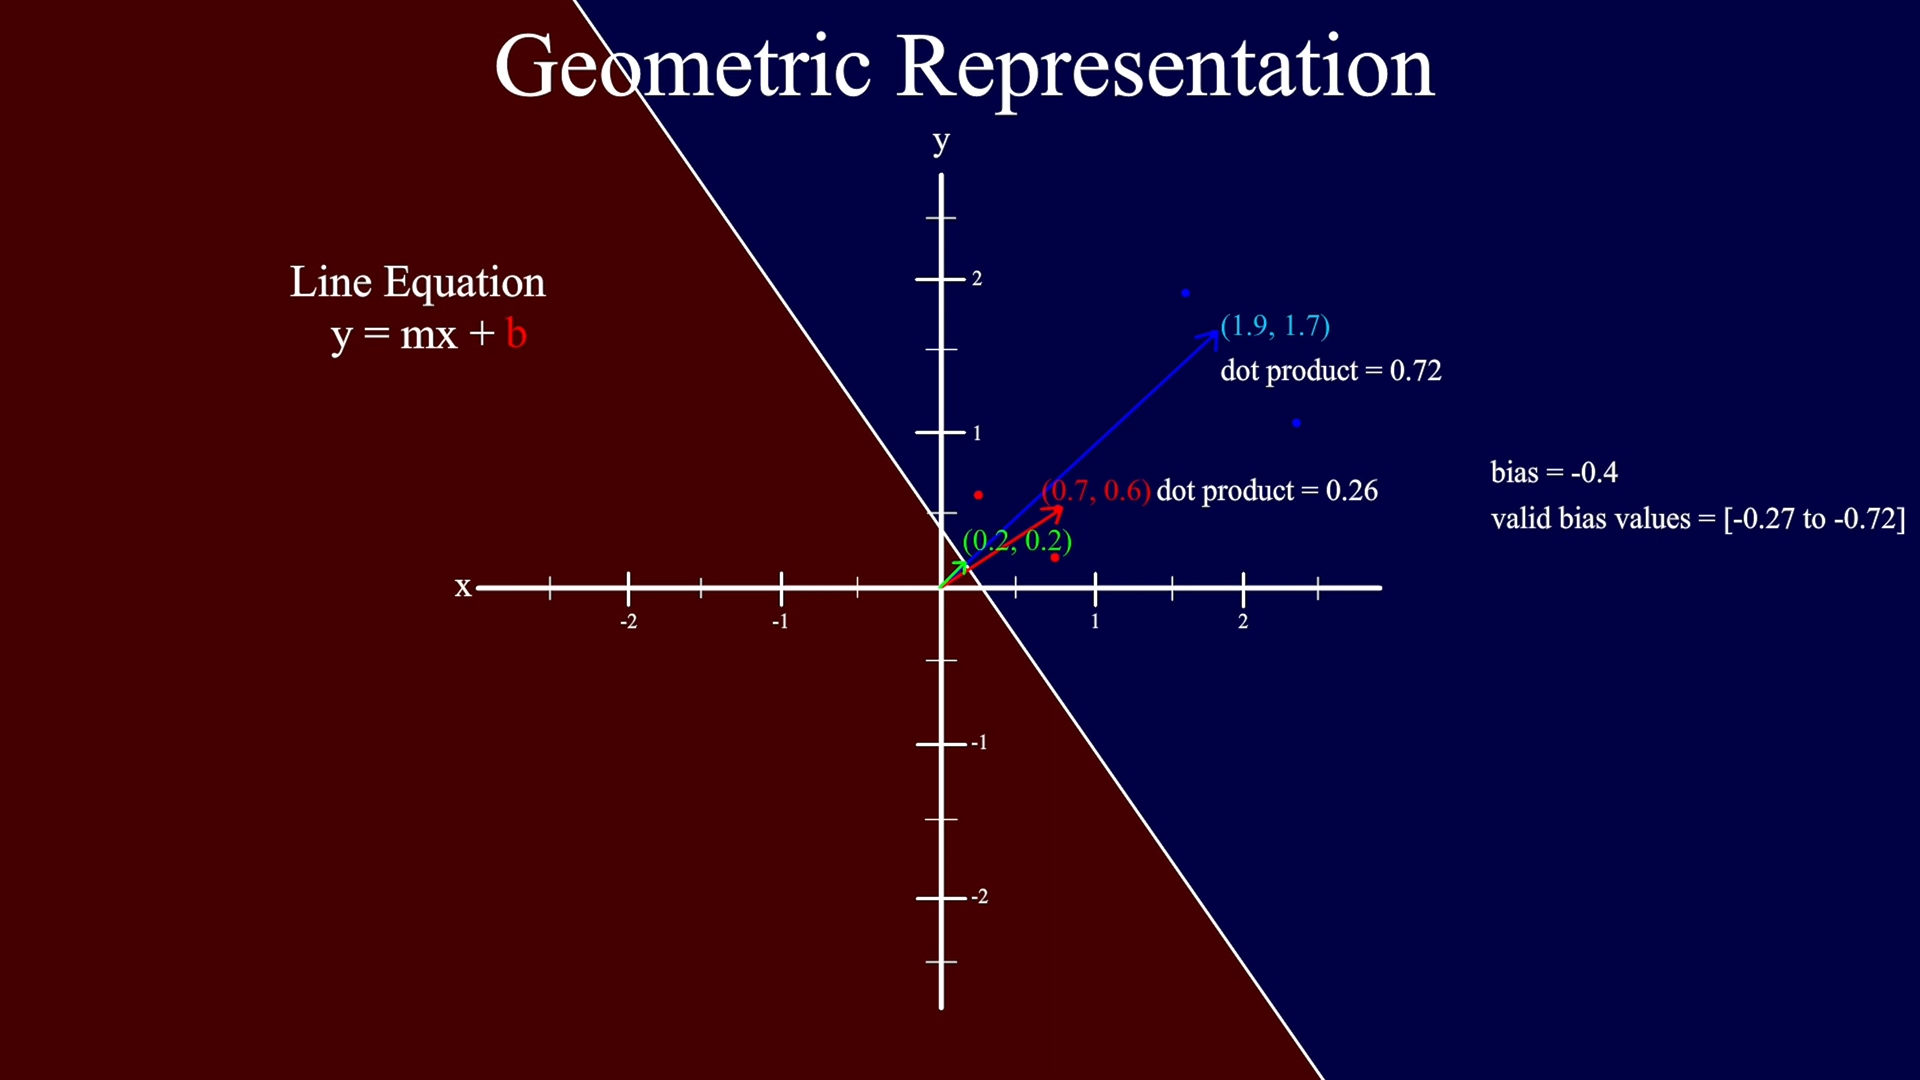 Geometric Representation
y
Line Equation
y = mx + b
2
(1.9, 1.7)
dot product = 0.72
1
bias = -0.4
valid bias values = [-0.27 to -0.72]
(0.7, 0.6) dot product = 0.26
(0.2, 0.2)
x
-2 -1 1 2
-1
-2